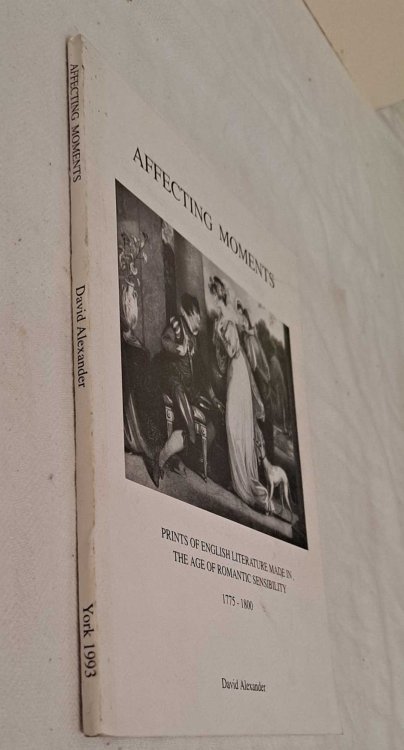 AFFECTING MOMENTS
David Alexander
York 1993
AFFECTING MOMENTS
PRINTS OF ENGLISH LITERATURE MADE IN
THE AGE OF ROMANTIC SENSIBILITY
1775 - 1800
David Alexander